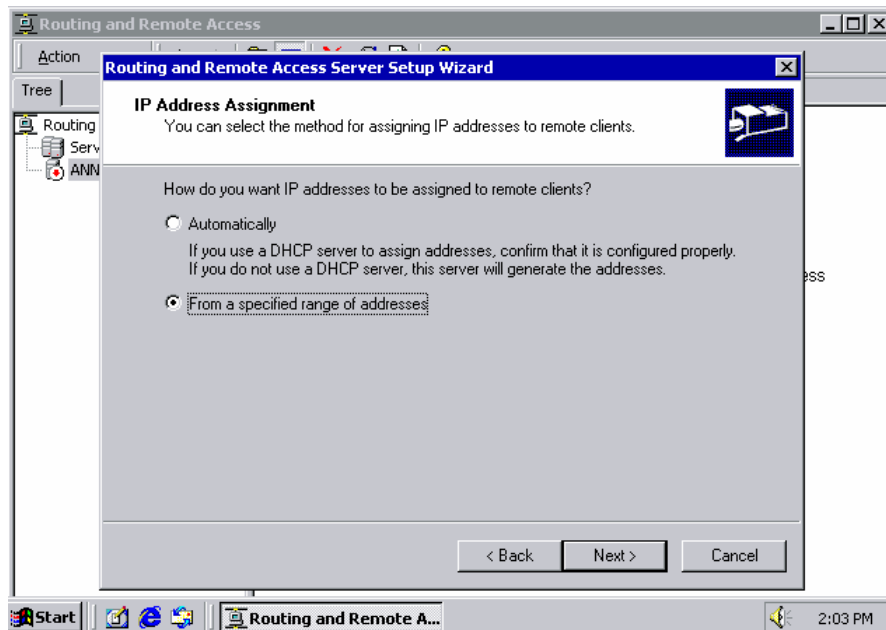 Routing and Remote Access
Action
Tree
Routing
Serv
ANN
Routing and Remote Access Server Setup Wizard
IP Address Assignment
You can select the method for assigning IP addresses to remote clients.
How do you want IP addresses to be assigned to remote clients?
Automatically
If you use a DHCP server to assign addresses, confirm that it is configured properly.
If you do not use a DHCP server, this server will generate the addresses.
From a specified range of addresses
ess
< Back
Next >
Cancel
Start
Routing and Remote A...
2:03 PM